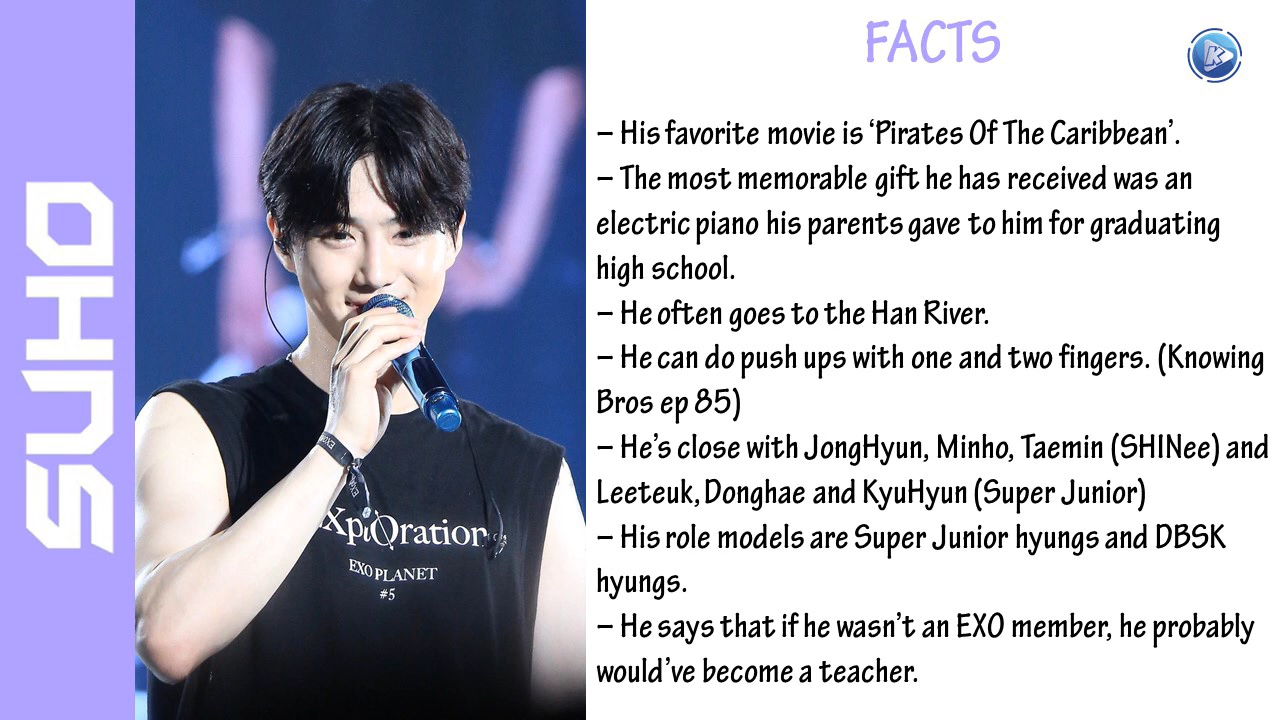 SUHO
FACTS
K
– His favorite movie is ‘Pirates Of The Caribbean’.
– The most memorable gift he has received was an
electric piano his parents gave to him for graduating
high school.
– He often goes to the Han River.
– He can do push ups with one and two fingers. (Knowing
Bros ep 85)
– He’s close with JongHyun, Minho, Taemin (SHINee) and
Leeteuk, Donghae and KyuHyun (Super Junior)
– His role models are Super Junior hyungs and DBSK
hyungs.
– He says that if he wasn’t an EXO member, he probably
would’ve become a teacher.
EXO PLANET
#5